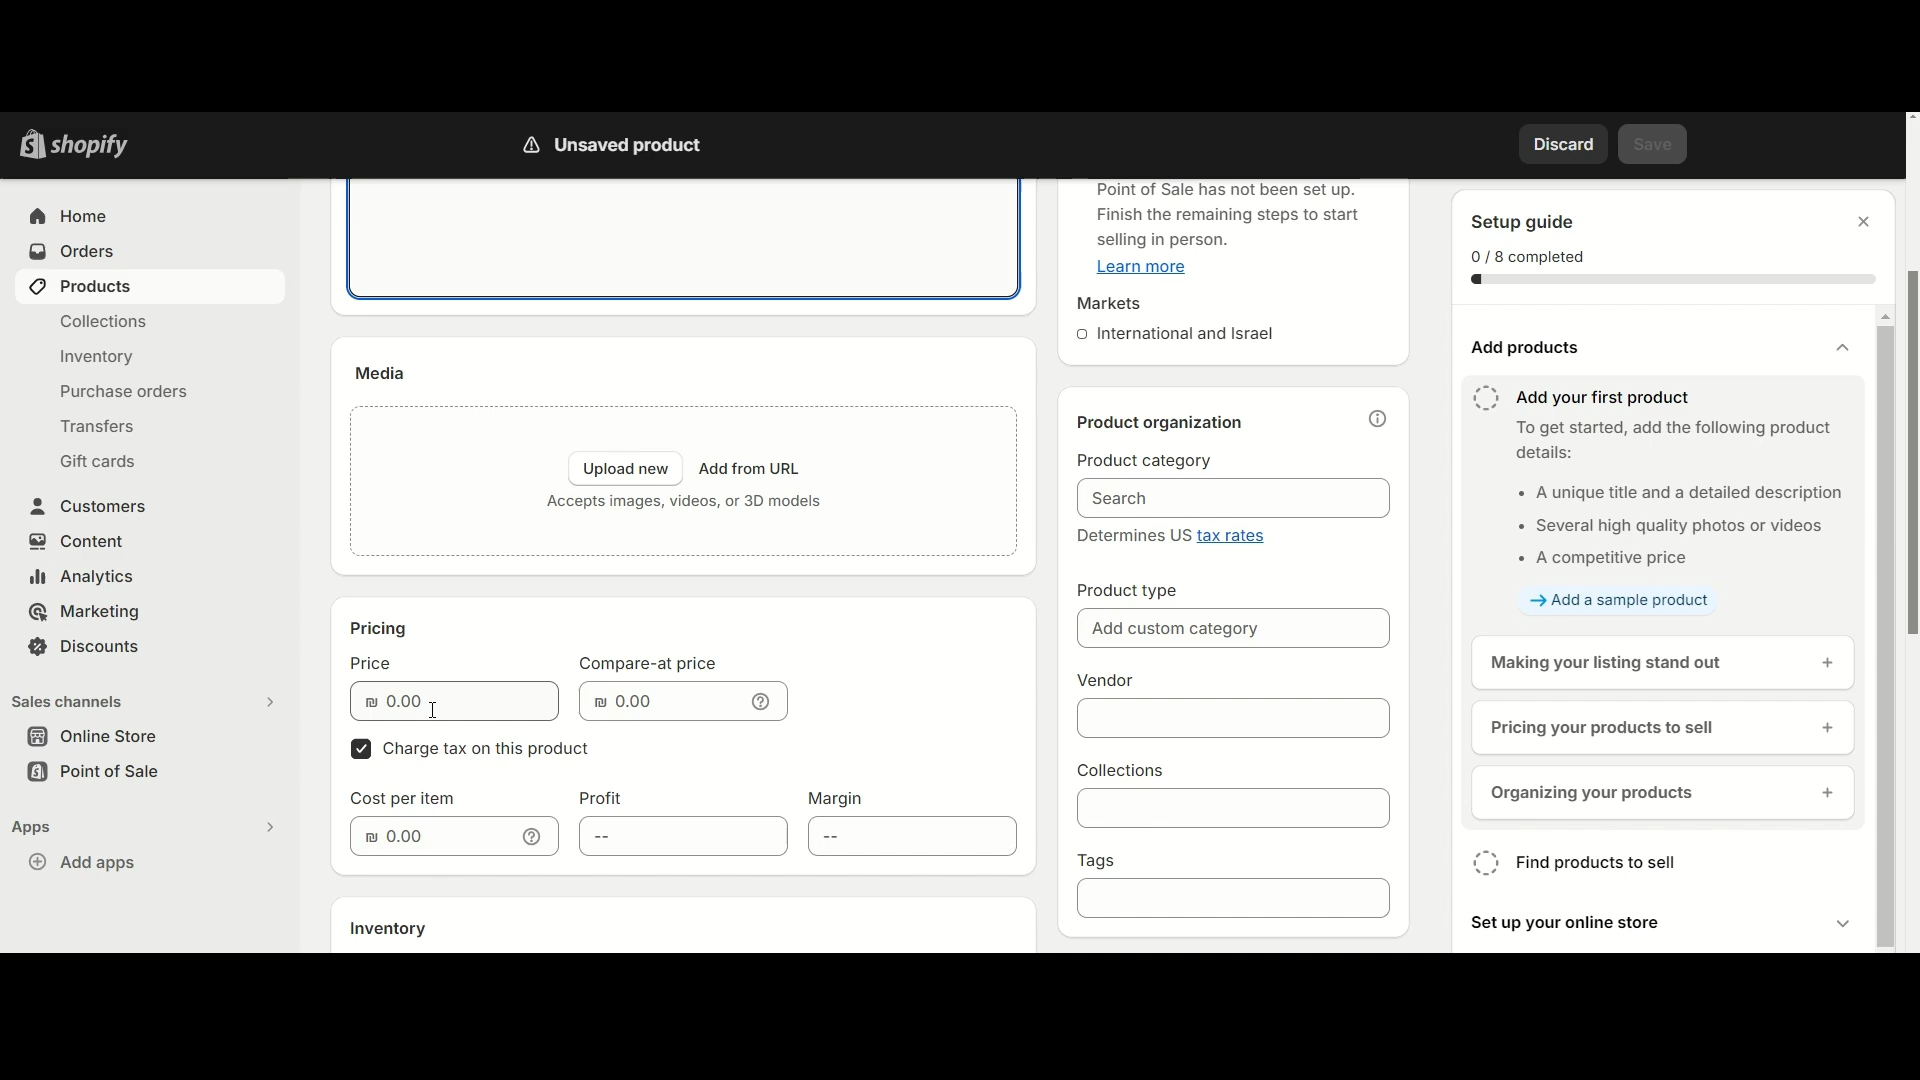 shopify
Unsaved product
Discard
Save
Home
Orders
Products
Collections
Inventory
Purchase orders
Transfers
Gift cards
Customers
Content
Analytics
Marketing
Discounts
Sales channels
Online Store
Point of Sale
Apps
Add apps
Media
Upload new
Add from URL
Accepts images, videos, or 3D models
Pricing
Price
Compare-at price
₪ 0.00
₪ 0.00
Charge tax on this product
Cost per item
Profit
Margin
₪ 0.00
--
--
Inventory
Point of Sale has not been set up.
Finish the remaining steps to start
selling in person.
Learn more
Markets
International and Israel
Product organization
Product category
Search
Determines US tax rates
Product type
Add custom category
Vendor
Collections
Tags
Setup guide
0 / 8 completed
Add products
Add your first product
To get started, add the following product
details:
• A unique title and a detailed description
• Several high quality photos or videos
• A competitive price
Add a sample product
Making your listing stand out
Pricing your products to sell
Organizing your products
Find products to sell
Set up your online store